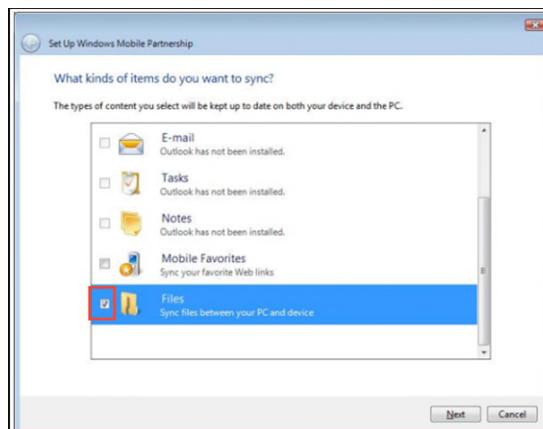 Set Up Windows Mobile Partnership
What kinds of items do you want to sync?
The types of content you select will be kept up to date on both your device and the PC.
E-mail
Outlook has not been installed.
Tasks
Outlook has not been installed.
Notes
Outlook has not been installed.
Mobile Favorites
Sync your favorite Web links
Files
Sync files between your PC and device
Next Cancel